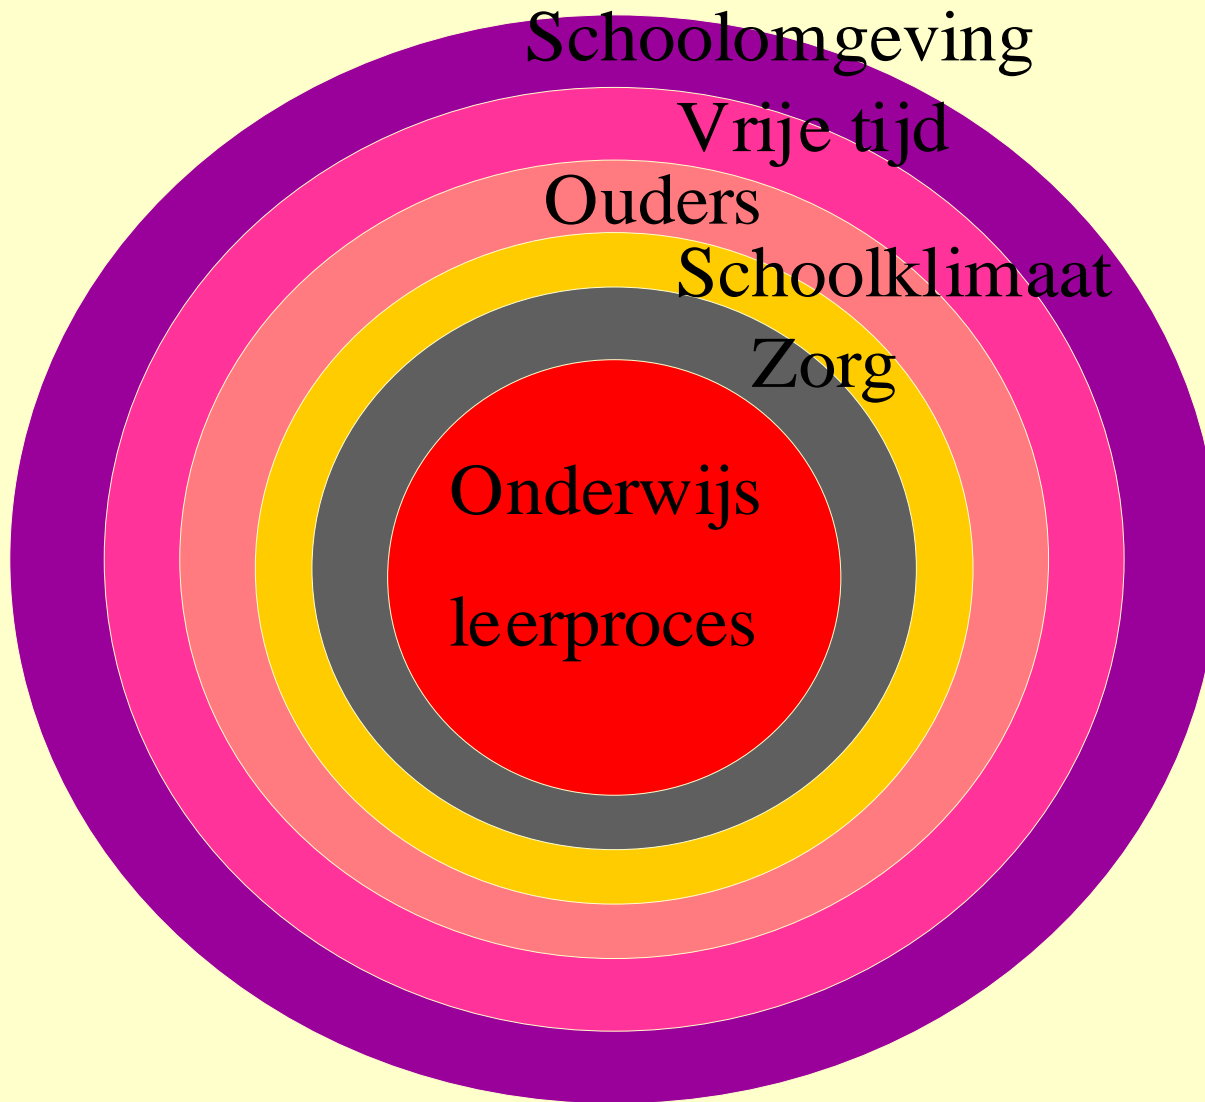 Schoolomgeving
Vrije tijd
Ouders
Schoolklimaat
Zorg
Onderwijs
leerproces